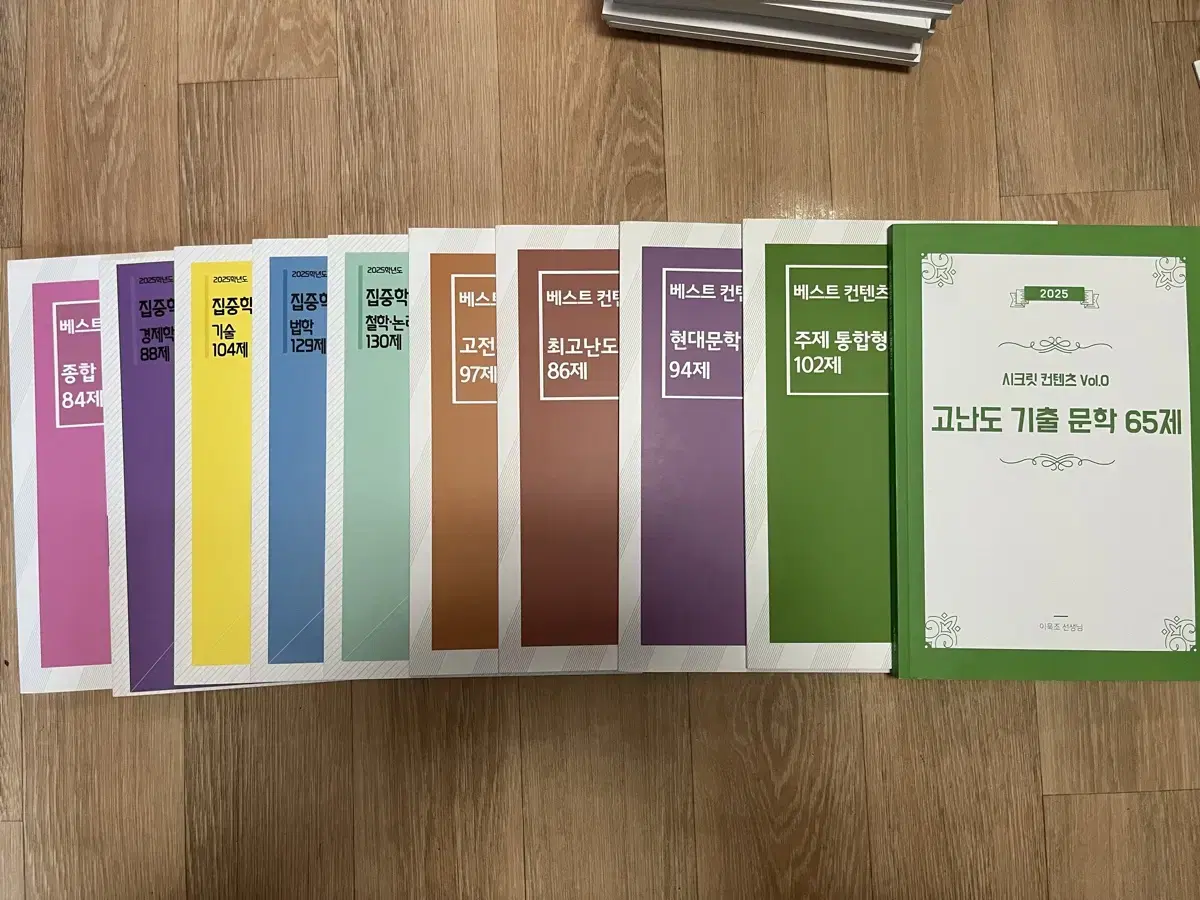 베스트
종합
84제
2025학년도
집중학
경제학
88제
2025학년도
집중학
기술
104제
2025학년도
집중학
법학
129제
2025학년도
집중학
철학·논리
130제
베스트
고전
97제
베스트 컨텐
최고난도
86제
베스트 컨텐
현대문학
94제
베스트 컨텐츠
주제 통합형
102제
2025
시크릿 컨텐츠 Vol.0
고난도 기출 문학 65제
이육조 선생님